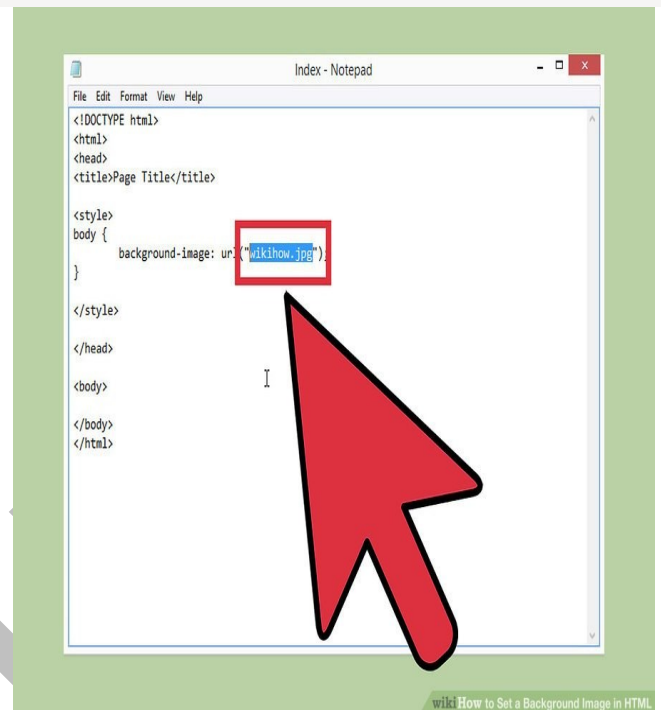 Index - Notepad
File Edit Format View Help
<!DOCTYPE html>
<html>
<head>
<title>Page Title</title>
<style>
body {
background-image: url("wikihow.jpg");
}
</style>
</head>
<body>
</body>
</html>
wikiHow to Set a Background Image in HTML